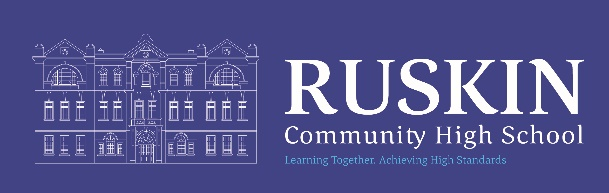 RUSKIN
Community High School
Learning Together. Achieving High Standards